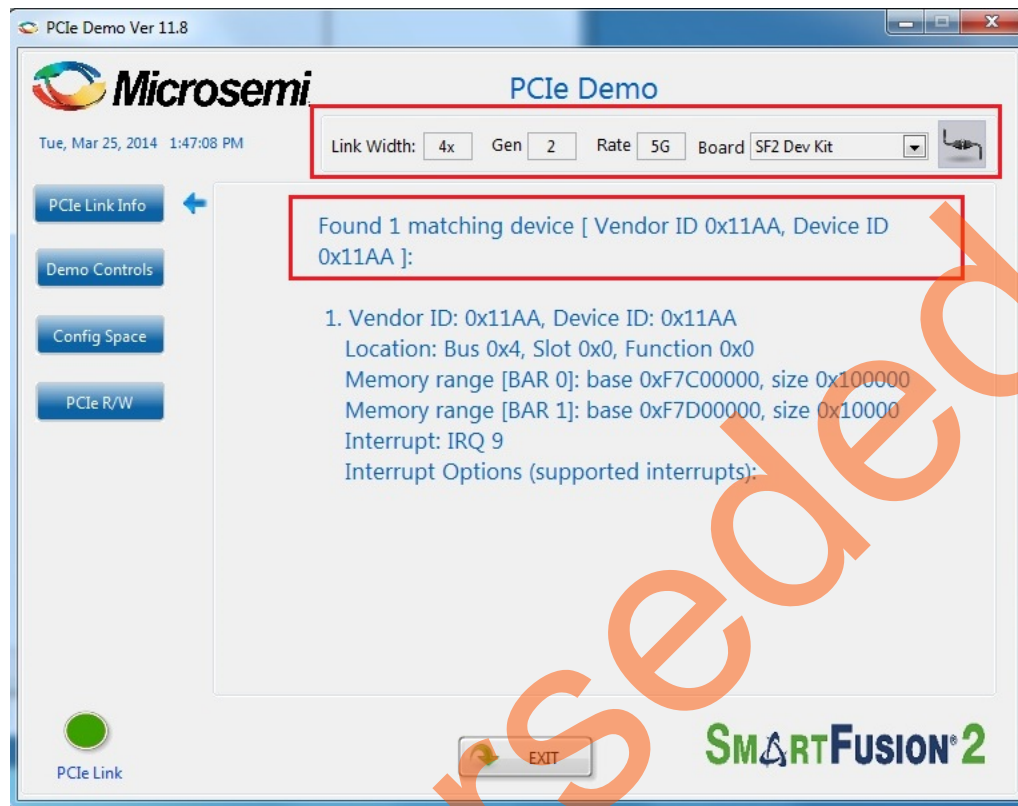 PCIe Demo Ver 11.8
Microsemi
PCIe Demo
Tue, Mar 25, 2014 1:47:08 PM
Link Width: 4x Gen 2 Rate 5G Board SF2 Dev Kit
PCIe Link Info
Demo Controls
Config Space
PCIe R/W
Found 1 matching device [ Vendor ID 0x11AA, Device ID
0x11AA ]:
1. Vendor ID: 0x11AA, Device ID: 0x11AA
Location: Bus 0x4, Slot 0x0, Function 0x0
Memory range [BAR 0]: base 0xF7C00000, size 0x100000
Memory range [BAR 1]: base 0xF7D00000, size 0x10000
Interrupt: IRQ 9
Interrupt Options (supported interrupts):
PCIe Link
EXIT
SMARTFUSION®2
rseded